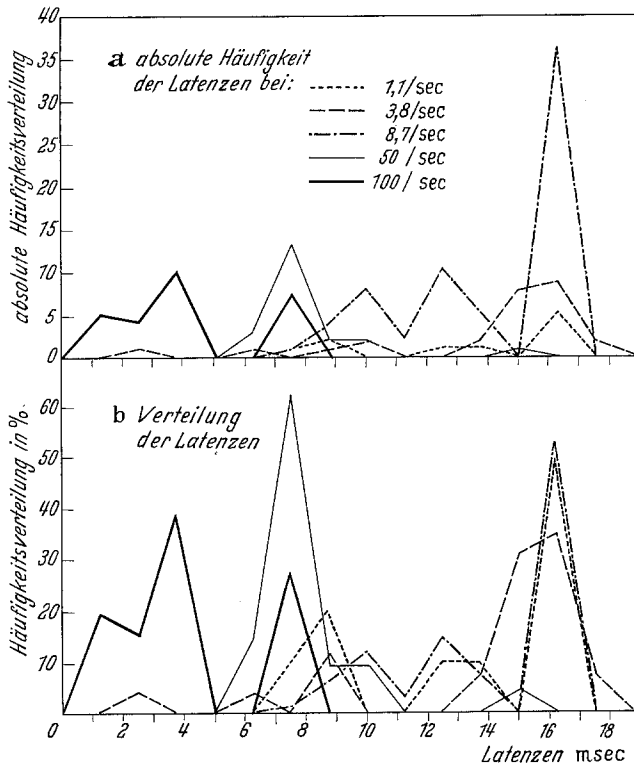 absolute Häufigkeitsverteilung
40
35
30
25
20
15
10
5
0
a absolute Häufigkeit
der Latenzen bei:
1,1/sec
3,8/sec
8,7/sec
50/sec
100/sec
Häufigkeitsverteilung in %
60
50
40
30
20
10
b Verteilung
der Latenzen
0 2 4 6 8 10 12 14 16 18
Latenzen msec